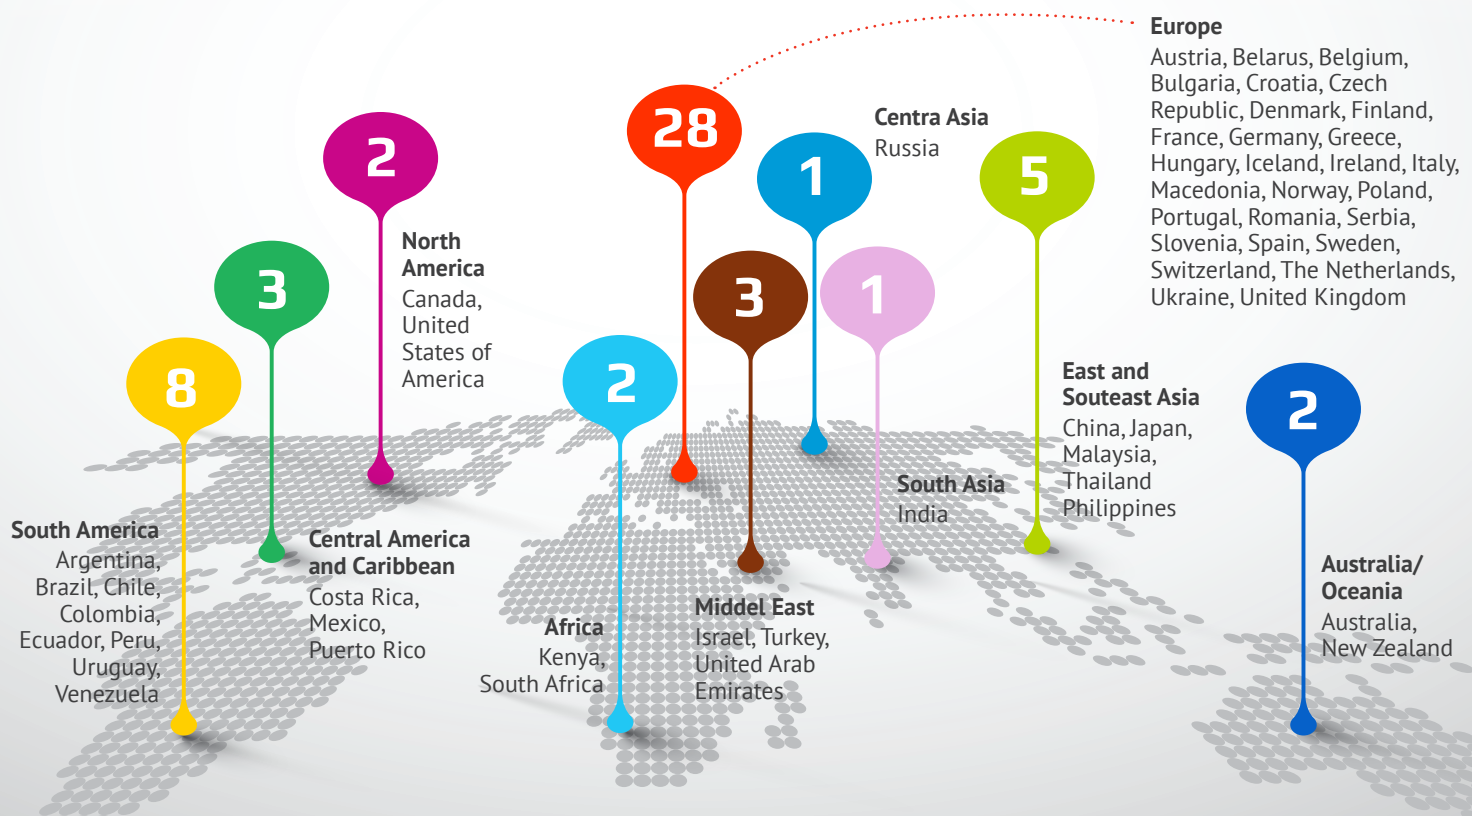 Europe
Austria, Belarus, Belgium,
Bulgaria, Croatia, Czech
Republic, Denmark, Finland,
France, Germany, Greece,
Hungary, Iceland, Ireland, Italy,
Macedonia, Norway, Poland,
Portugal, Romania, Serbia,
Slovenia, Spain, Sweden,
Switzerland, The Netherlands,
Ukraine, United Kingdom
28
Centra Asia
Russia
1
2
North
America
Canada,
United
States of
America
5
East and
Souteast Asia
China, Japan,
Malaysia,
Thailand
Philippines
3
Central America
and Caribbean
Costa Rica,
Mexico,
Puerto Rico
3
Middel East
Israel, Turkey,
United Arab
Emirates
1
South Asia
India
8
South America
Argentina,
Brazil, Chile,
Colombia,
Ecuador, Peru,
Uruguay,
Venezuela
2
Africa
Kenya,
South Africa
2
Australia/
Oceania
Australia,
New Zealand